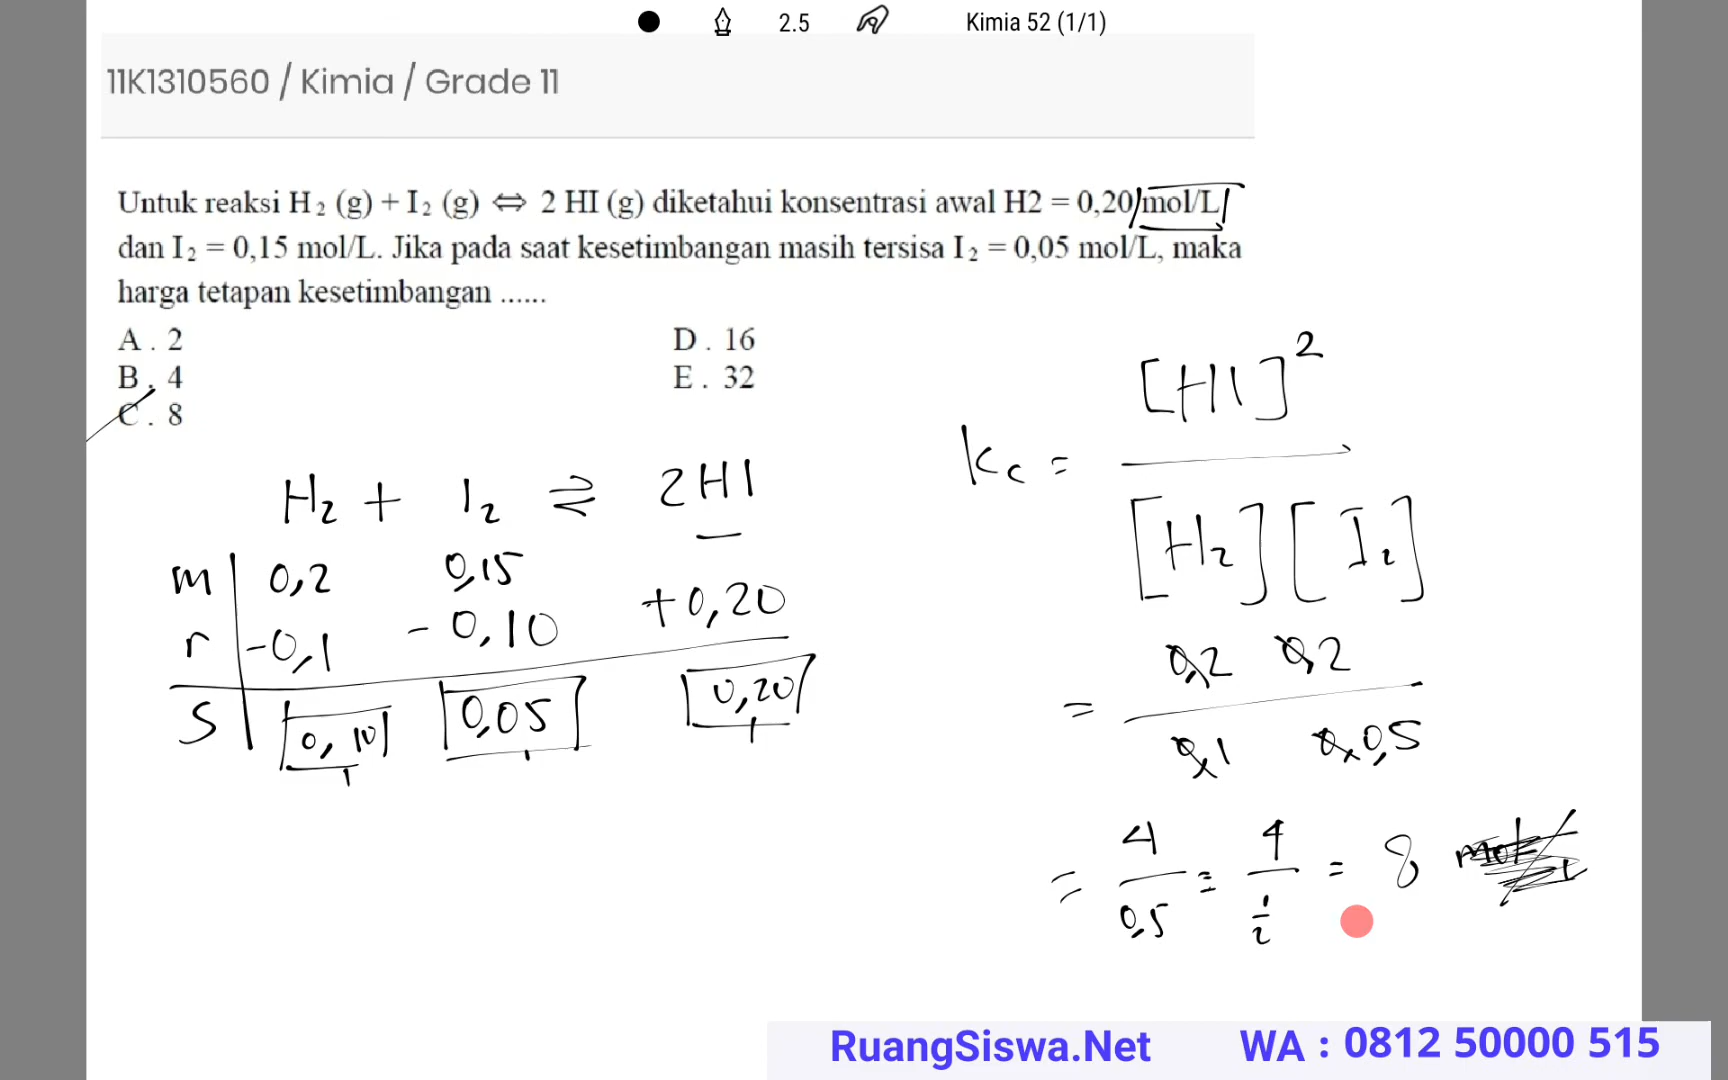 2.5 Kimia 52 (1/1)
11K1310560 / Kimia / Grade 11
Untuk reaksi H₂ (g) + I₂ (g) ⇔ 2 HI (g) diketahui konsentrasi awal H2 = 0,20 mol/L
dan I₂ = 0,15 mol/L. Jika pada saat kesetimbangan masih tersisa I₂ = 0,05 mol/L, maka
harga tetapan kesetimbangan ......
A . 2
B . 4
C . 8
D . 16
E . 32
H₂ + I₂ ⇌ 2HI
m 0,2 0,15 —
r -0,1 -0,10 +0,20
S 0,10 0,05 0,20
Kc = [HI]² / [H₂][I₂]
= 0,2 0,2 / 0,1 0,05
= 4 / 0,5 = 4 / ½ = 8
RuangSiswa.Net WA : 0812 50000 515